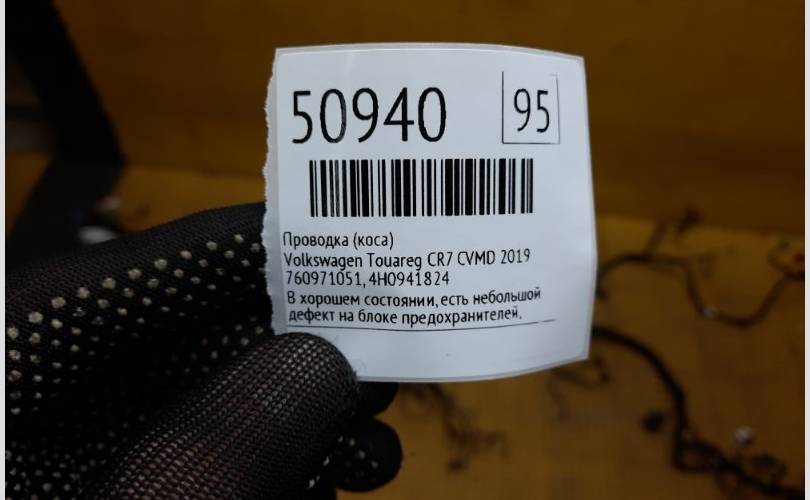 50940 95
Проводка (коса)
Volkswagen Touareg CR7 CVMD 2019
760971051, 4H0941824
В хорошем состоянии, есть небольшой
дефект на блоке предохранителей,